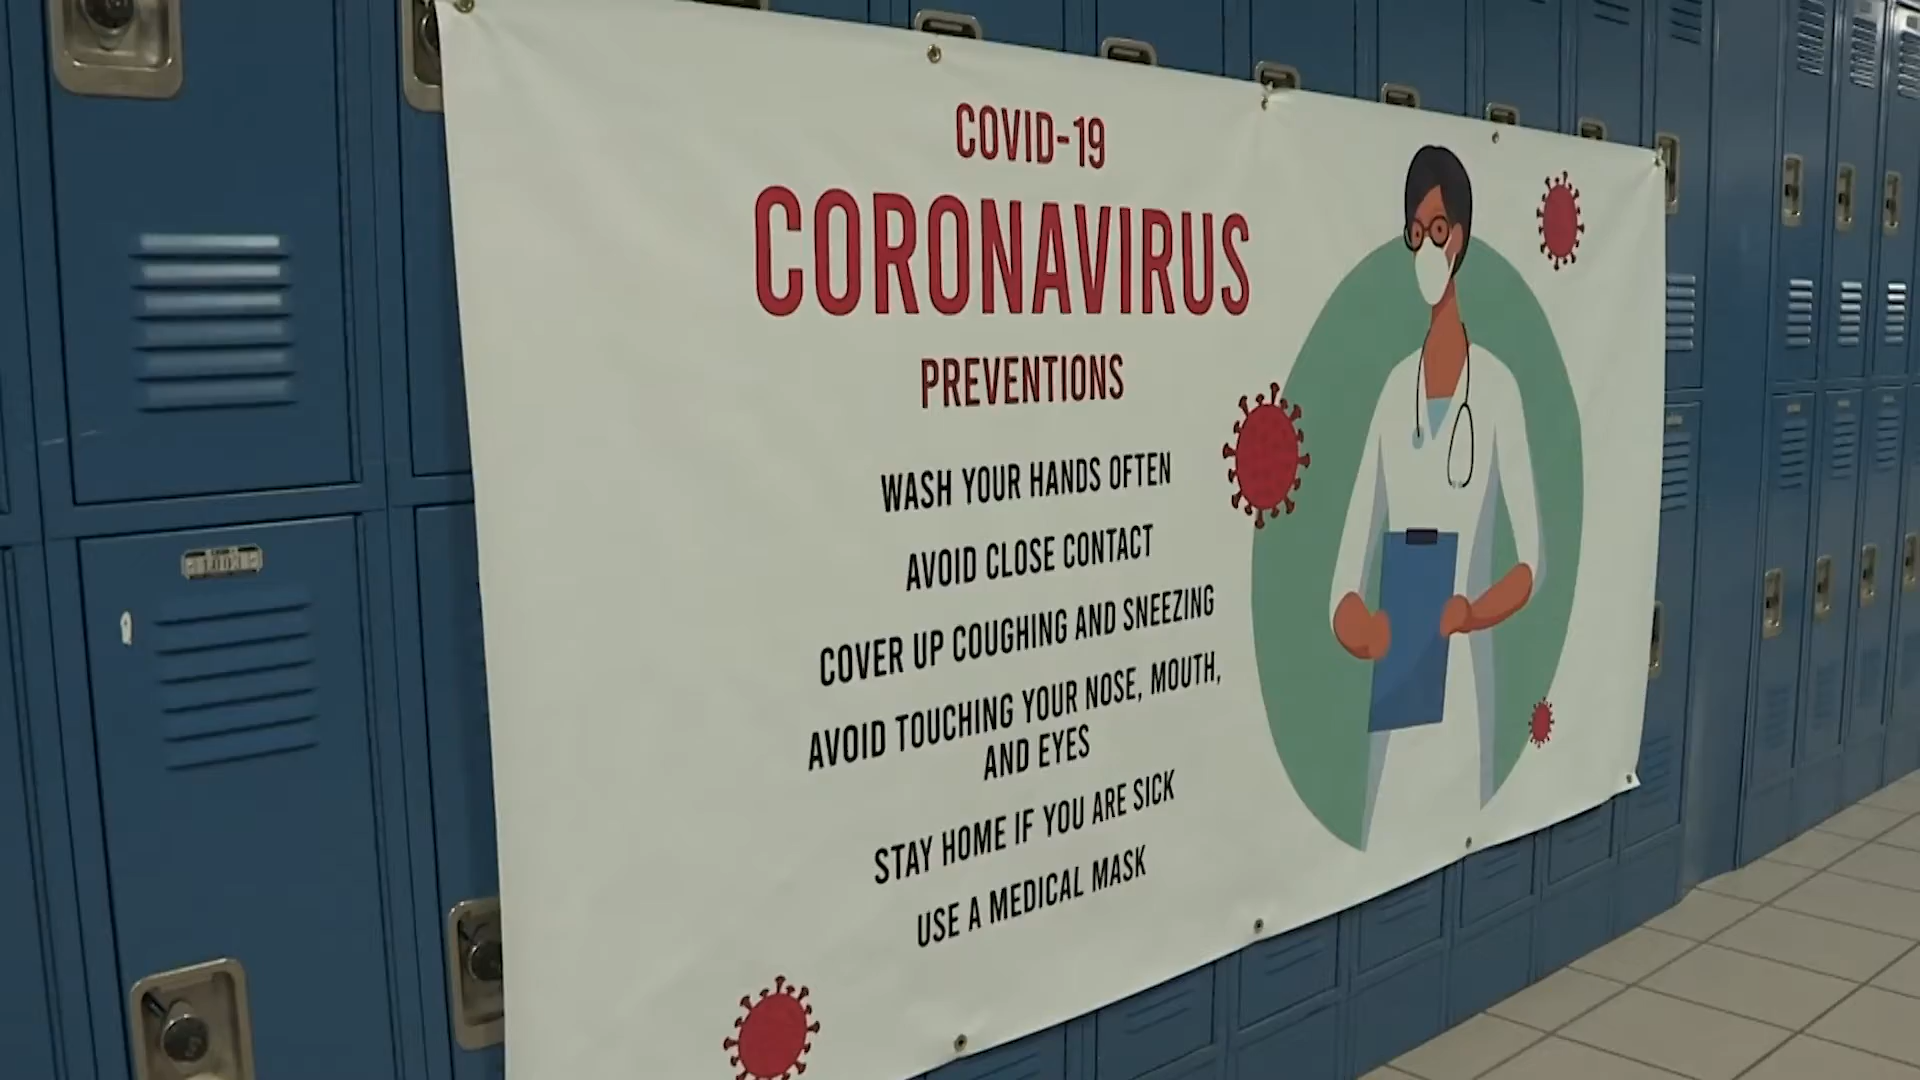 COVID-19
CORONAVIRUS
PREVENTIONS
WASH YOUR HANDS OFTEN
AVOID CLOSE CONTACT
COVER UP COUGHING AND SNEEZING
AVOID TOUCHING YOUR NOSE, MOUTH,
AND EYES
STAY HOME IF YOU ARE SICK
USE A MEDICAL MASK